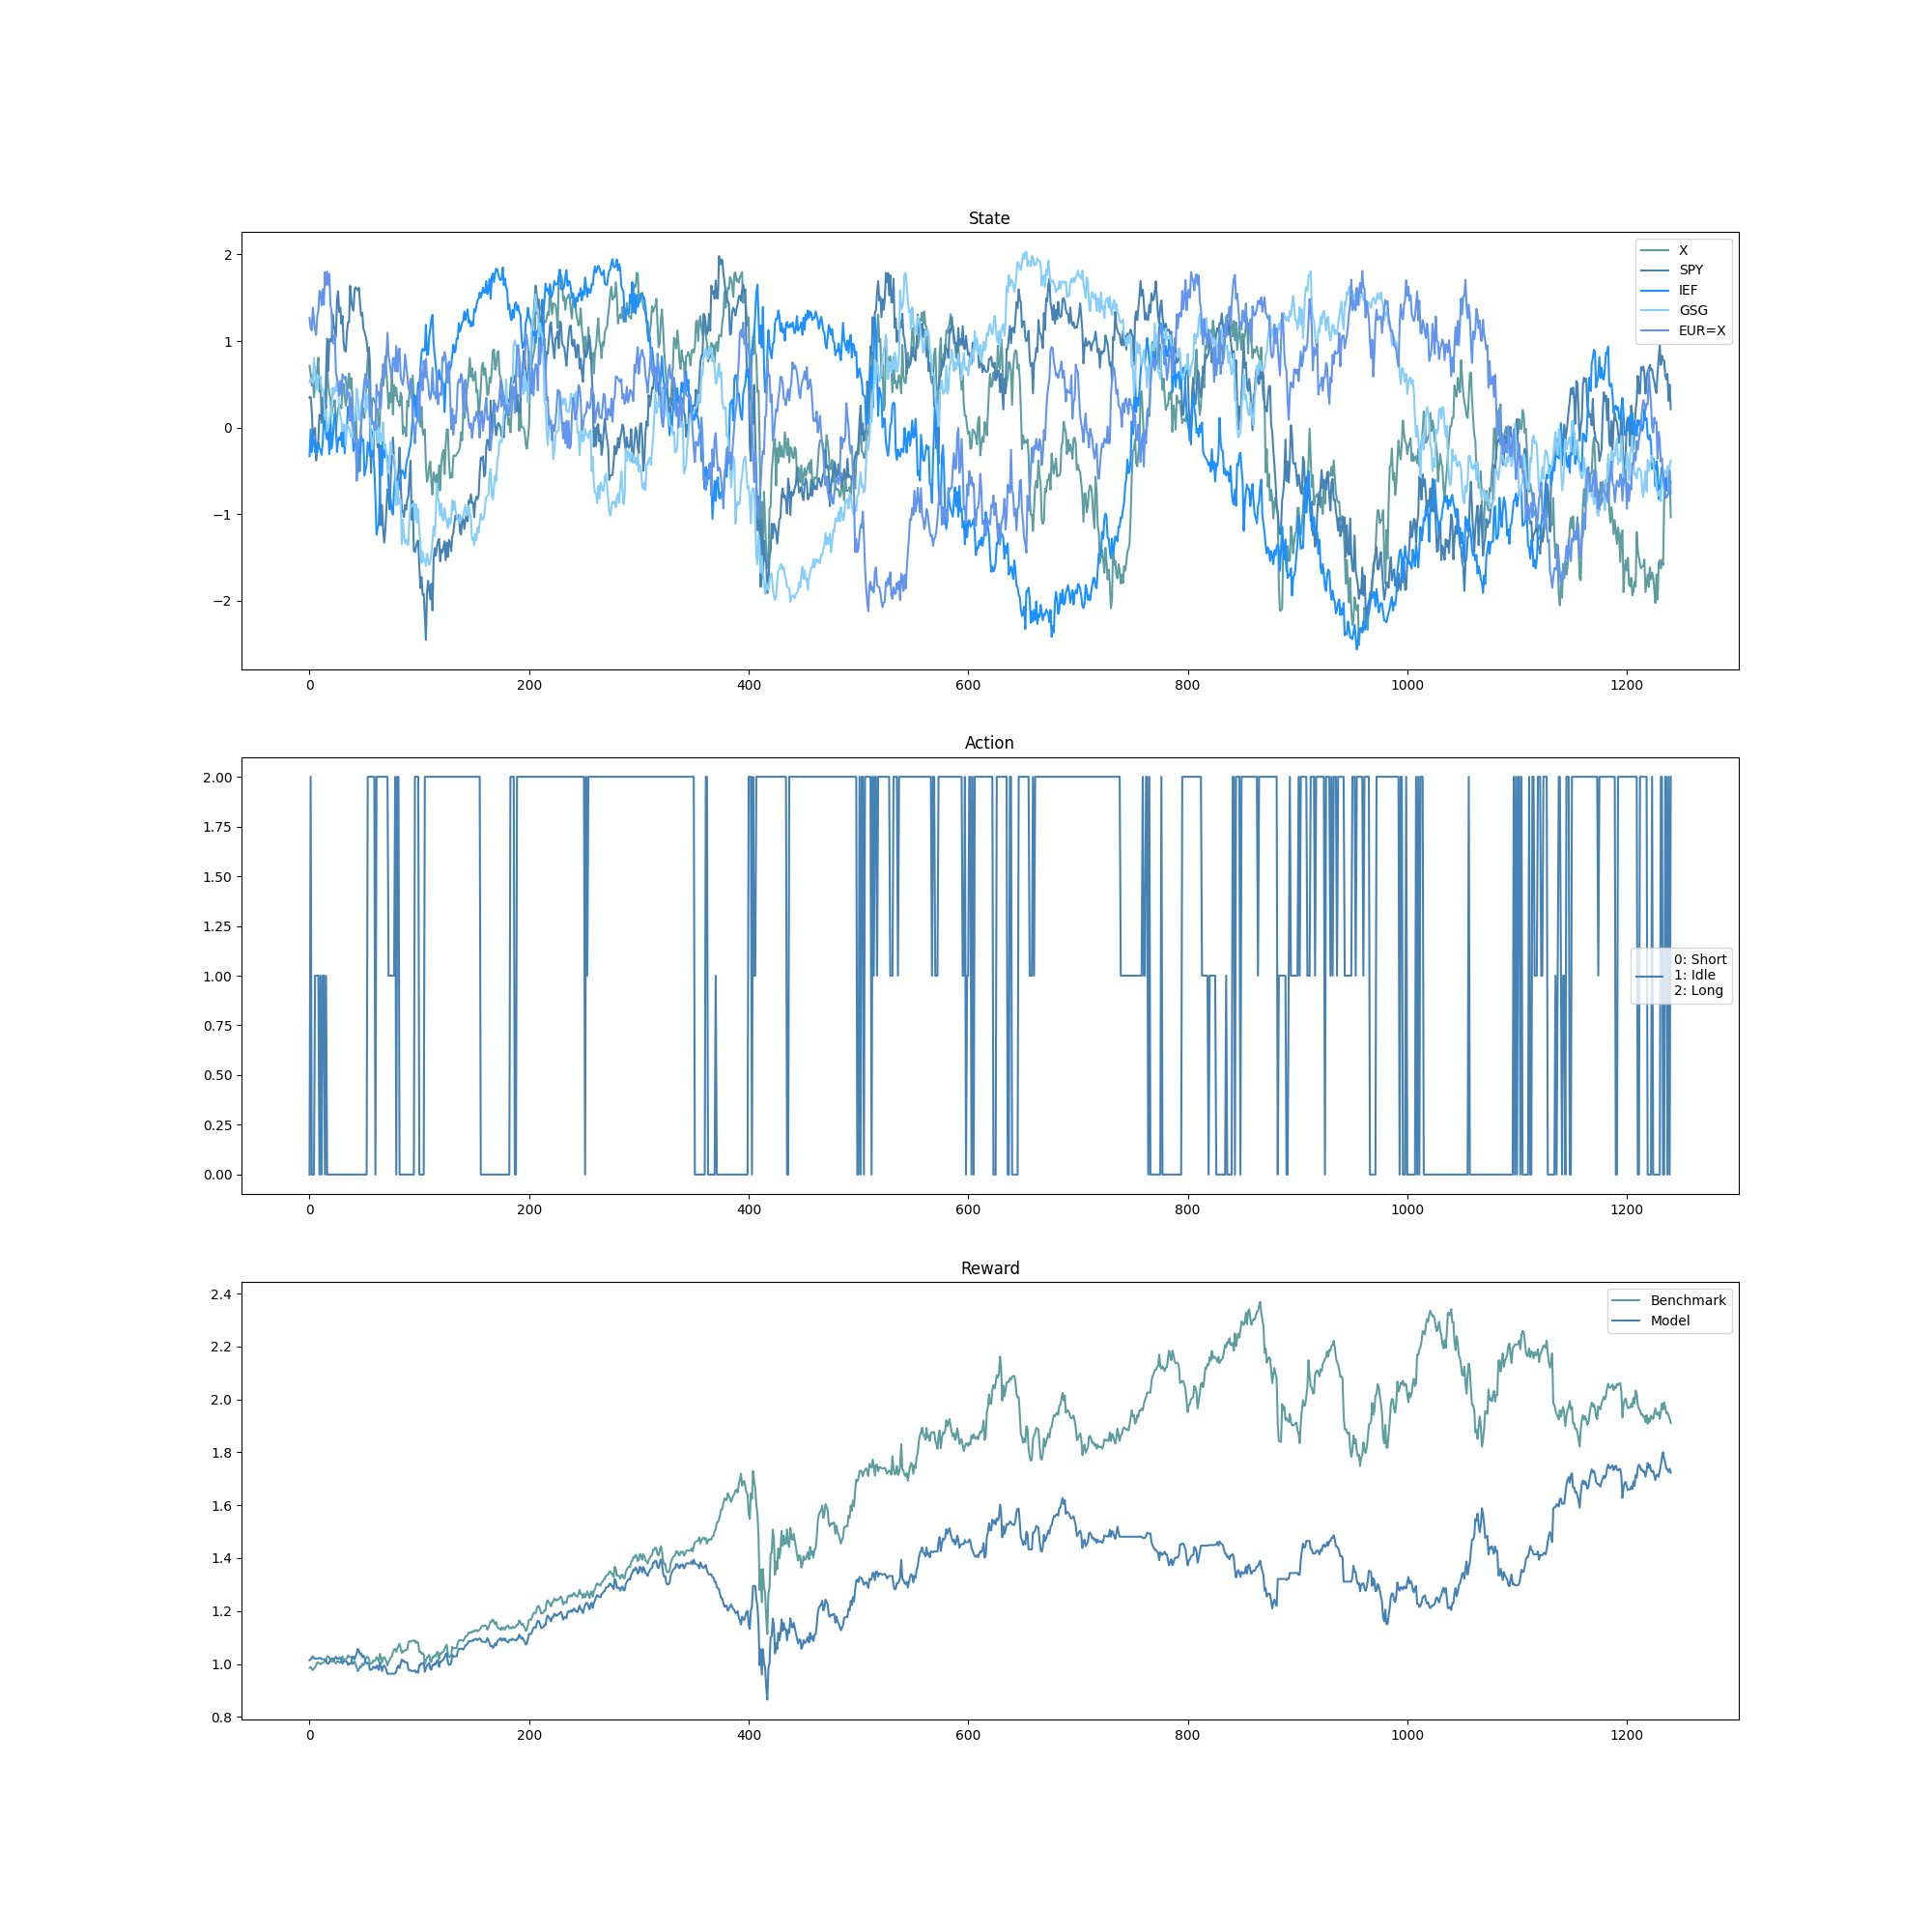 State
2
1
0
−1
−2
X
SPY
IEF
GSG
EUR=X
0 200 400 600 800 1000 1200
Action
2.00
1.75
1.50
1.25
1.00
0.75
0.50
0.25
0.00
0: Short
1: Idle
2: Long
0 200 400 600 800 1000 1200
Reward
2.4
2.2
2.0
1.8
1.6
1.4
1.2
1.0
0.8
Benchmark
Model
0 200 400 600 800 1000 1200